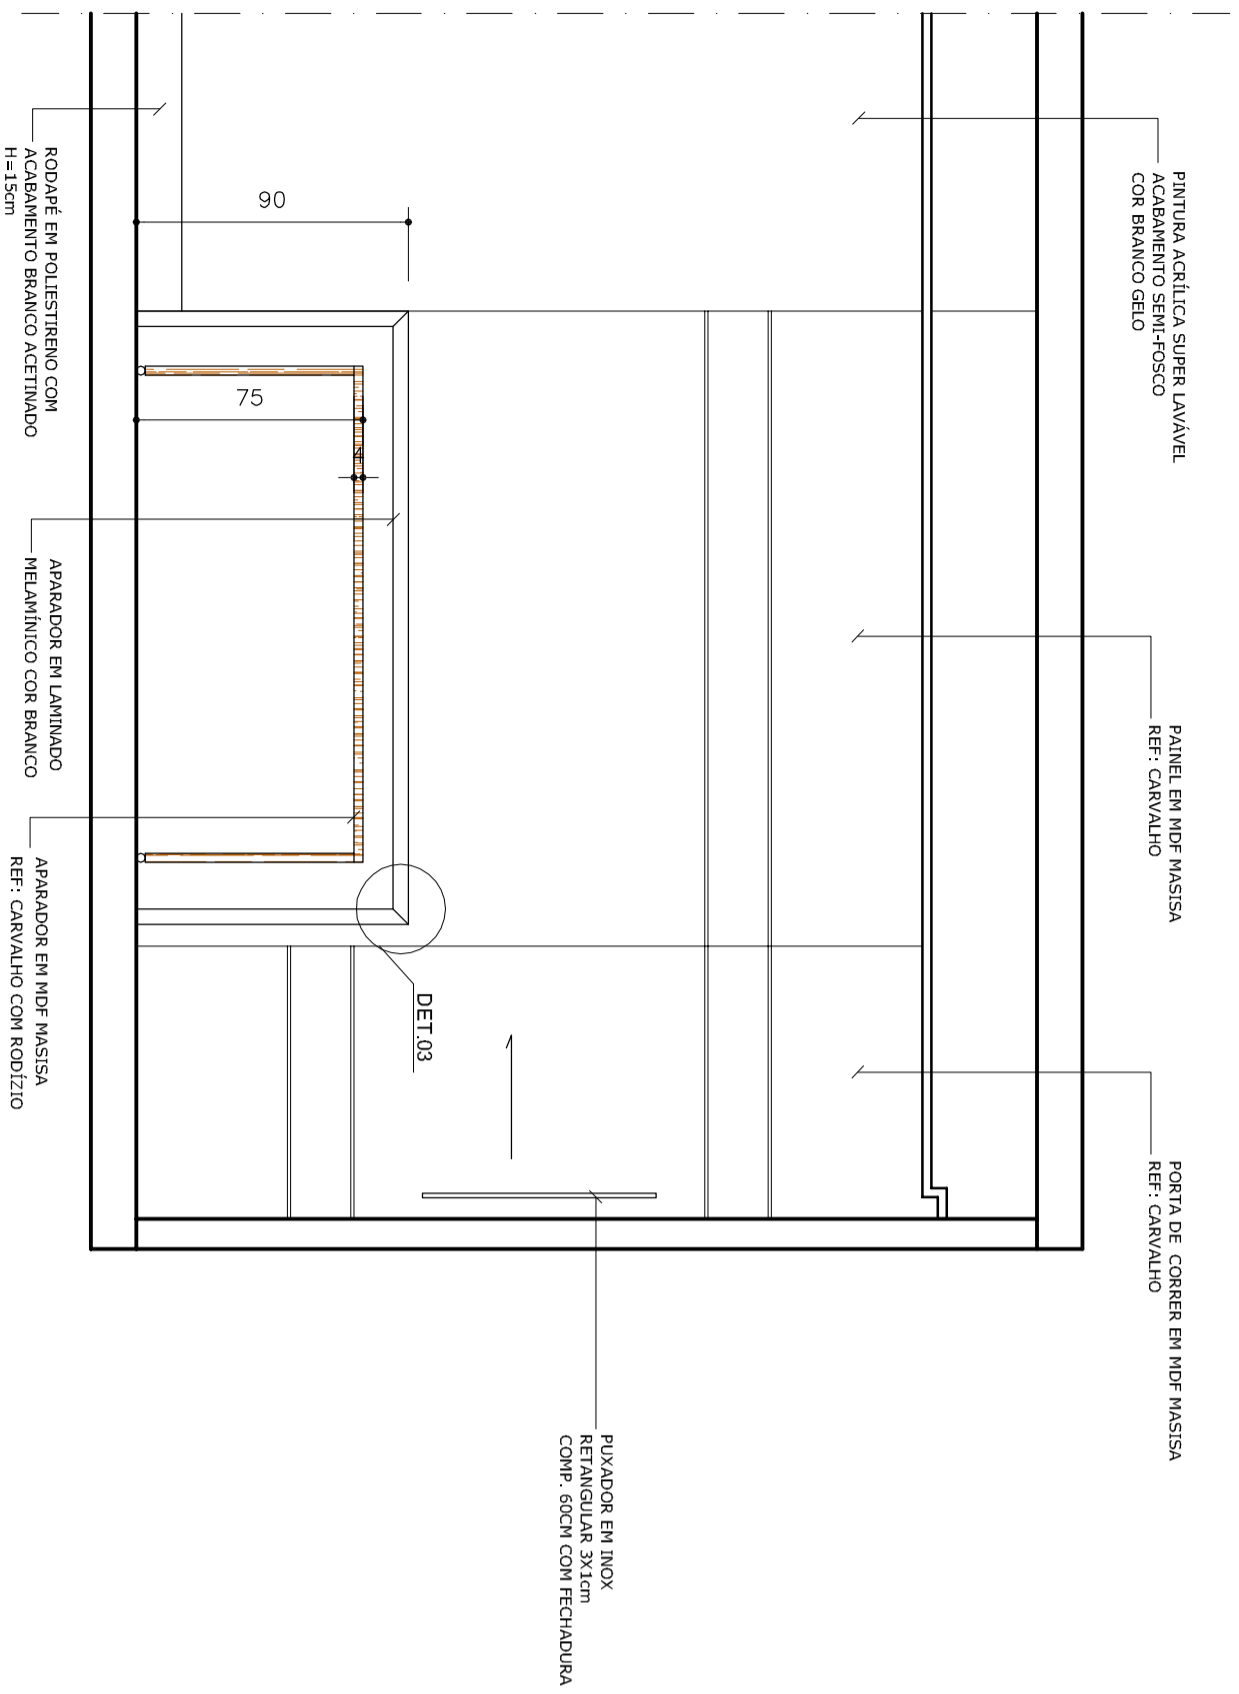 PINTURA ACRÍLICA SUPER LAVÁVEL
ACABAMENTO SEMI-FOSCO
COR BRANCO GELO
PAINEL EM MDF MASISA
REF: CARVALHO
PORTA DE CORRER EM MDF MASISA
REF: CARVALHO
90
75
4
DET.03
PUXADOR EM INOX
RETANGULAR 3X1cm
COMP. 60CM COM FECHADURA
RODAPÉ EM POLIESTIRENO COM
ACABAMENTO BRANCO ACETINADO
H=15cm
APARADOR EM LAMINADO
MELAMÍNICO COR BRANCO
APARADOR EM MDF MASISA
REF: CARVALHO COM RODÍZIO